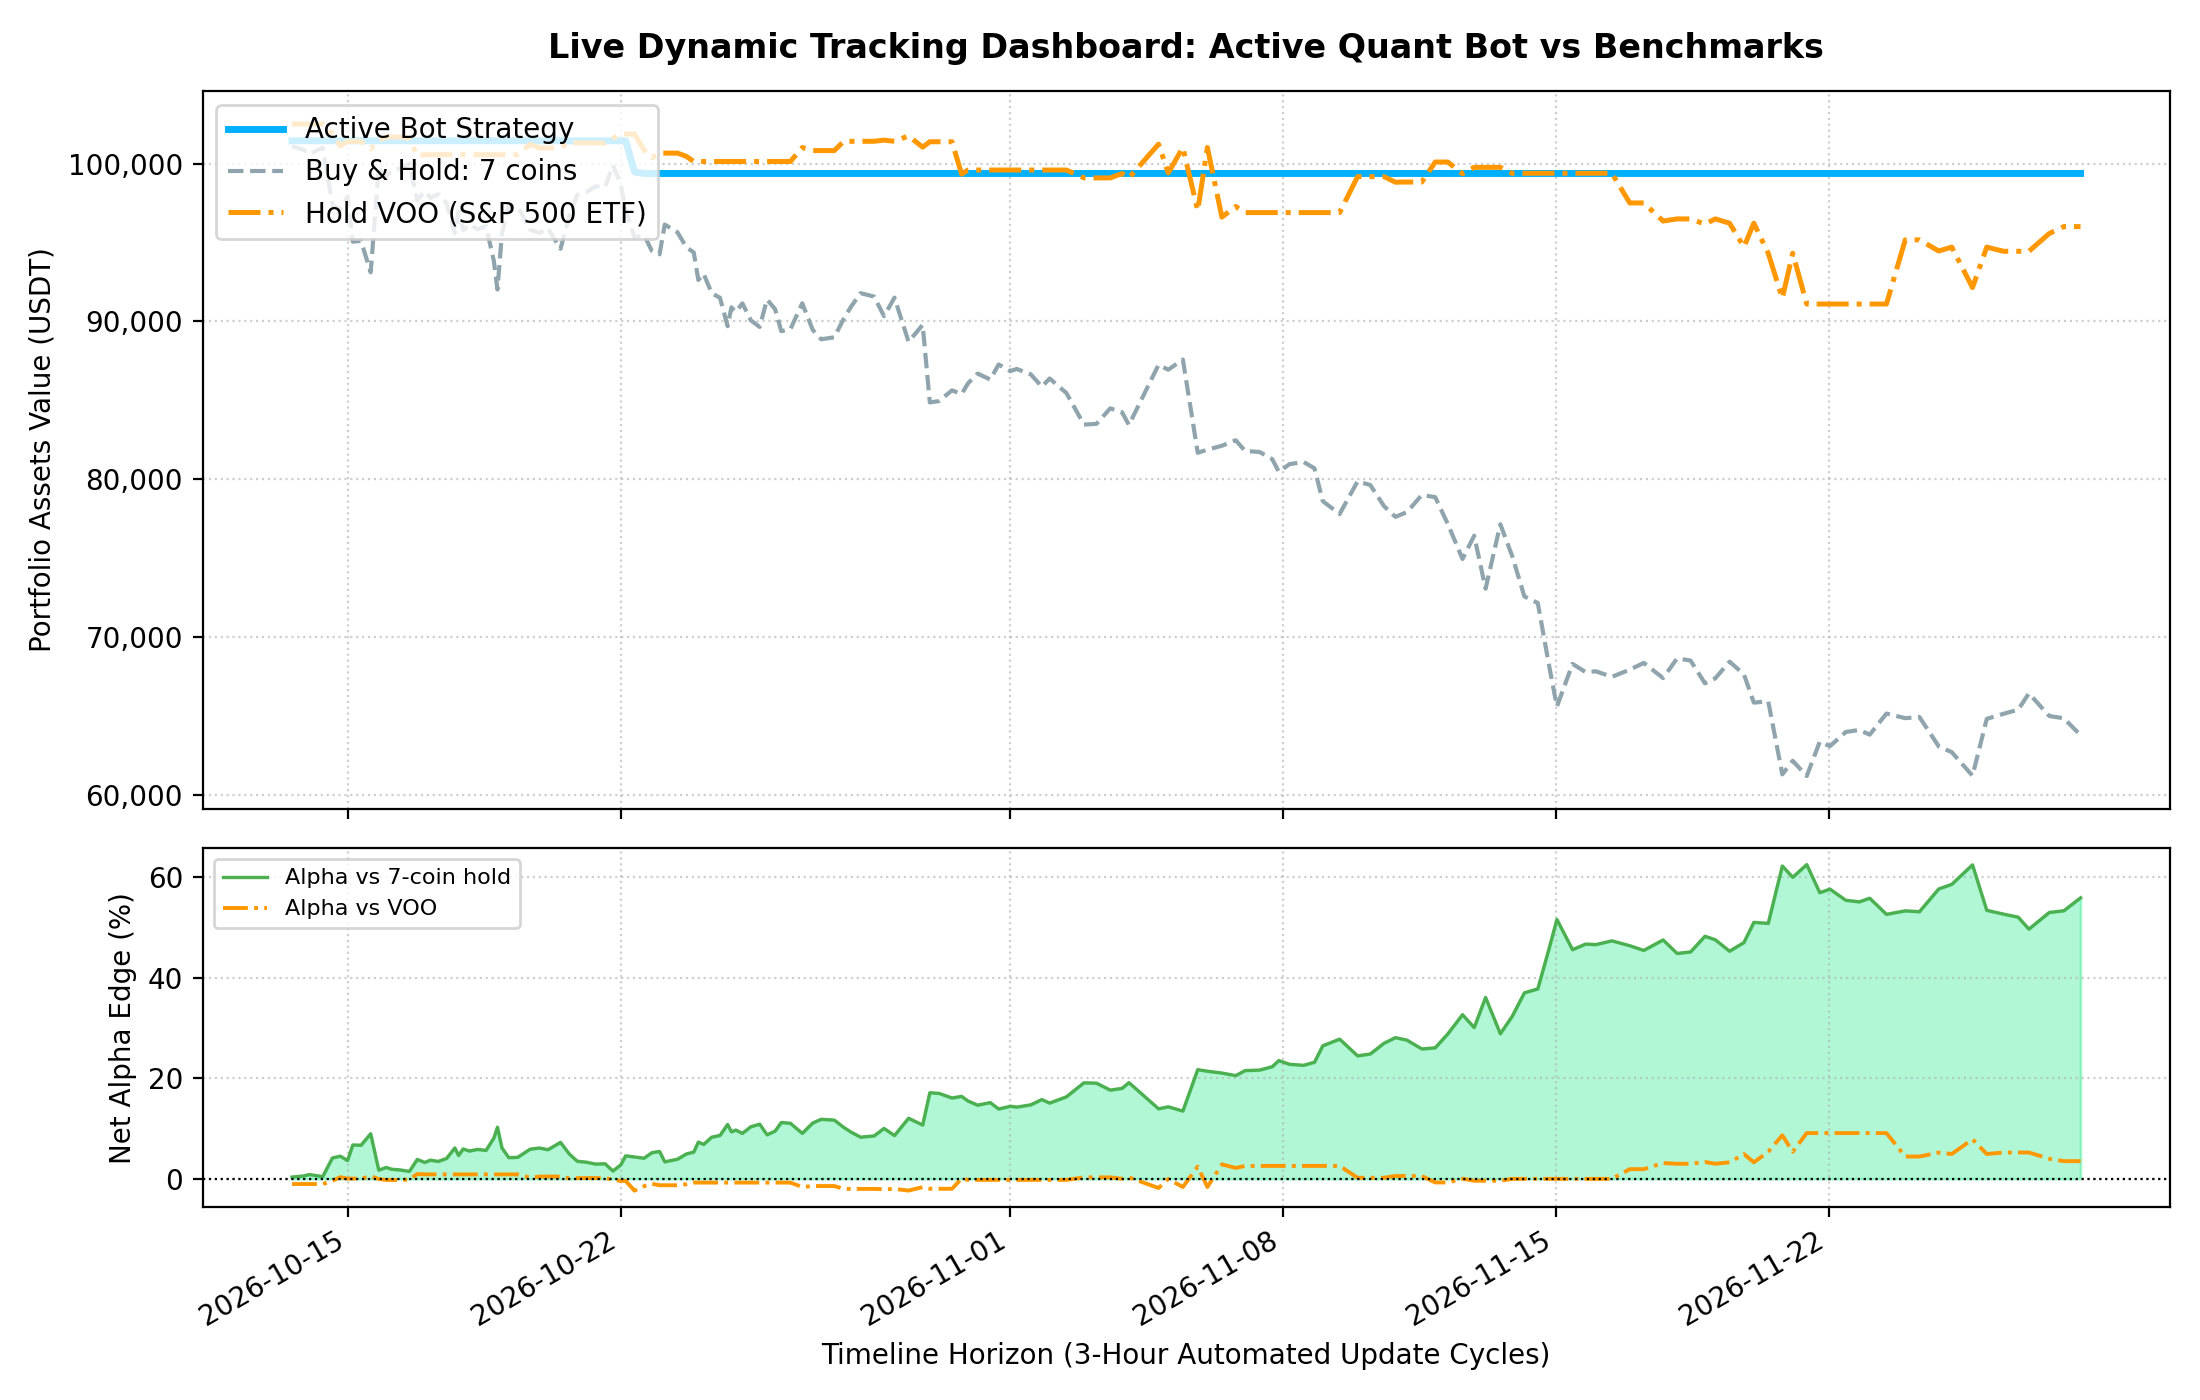 Live Dynamic Tracking Dashboard: Active Quant Bot vs Benchmarks
Active Bot Strategy
Buy & Hold: 7 coins
Hold VOO (S&P 500 ETF)
Portfolio Assets Value (USDT)
100,000
90,000
80,000
70,000
60,000
Alpha vs 7-coin hold
Alpha vs VOO
Net Alpha Edge (%)
60
40
20
0
2026-10-15
2026-10-22
2026-11-01
2026-11-08
2026-11-15
2026-11-22
Timeline Horizon (3-Hour Automated Update Cycles)